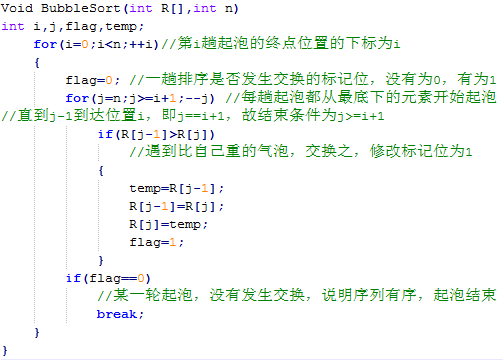 Void BubbleSort(int R[],int n)
int i,j,flag,temp;
for(i=0;i<n;++i)//第i趟起泡的终点位置的下标为i
{
flag=0; //一趟排序是否发生交换的标记位，没有为0，有为1
for(j=n;j>=i+1;--j) //每趟起泡都从最底下的元素开始起泡
//直到j-1到达位置i，即j==i+1，故结束条件为j>=i+1
if(R[j-1]>R[j])
//遇到比自己重的气泡，交换之，修改标记位为1
{
temp=R[j-1];
R[j-1]=R[j];
R[j]=temp;
flag=1;
}
if(flag==0)
//某一轮起泡，没有发生交换，说明序列有序，起泡结束
break;
}
}